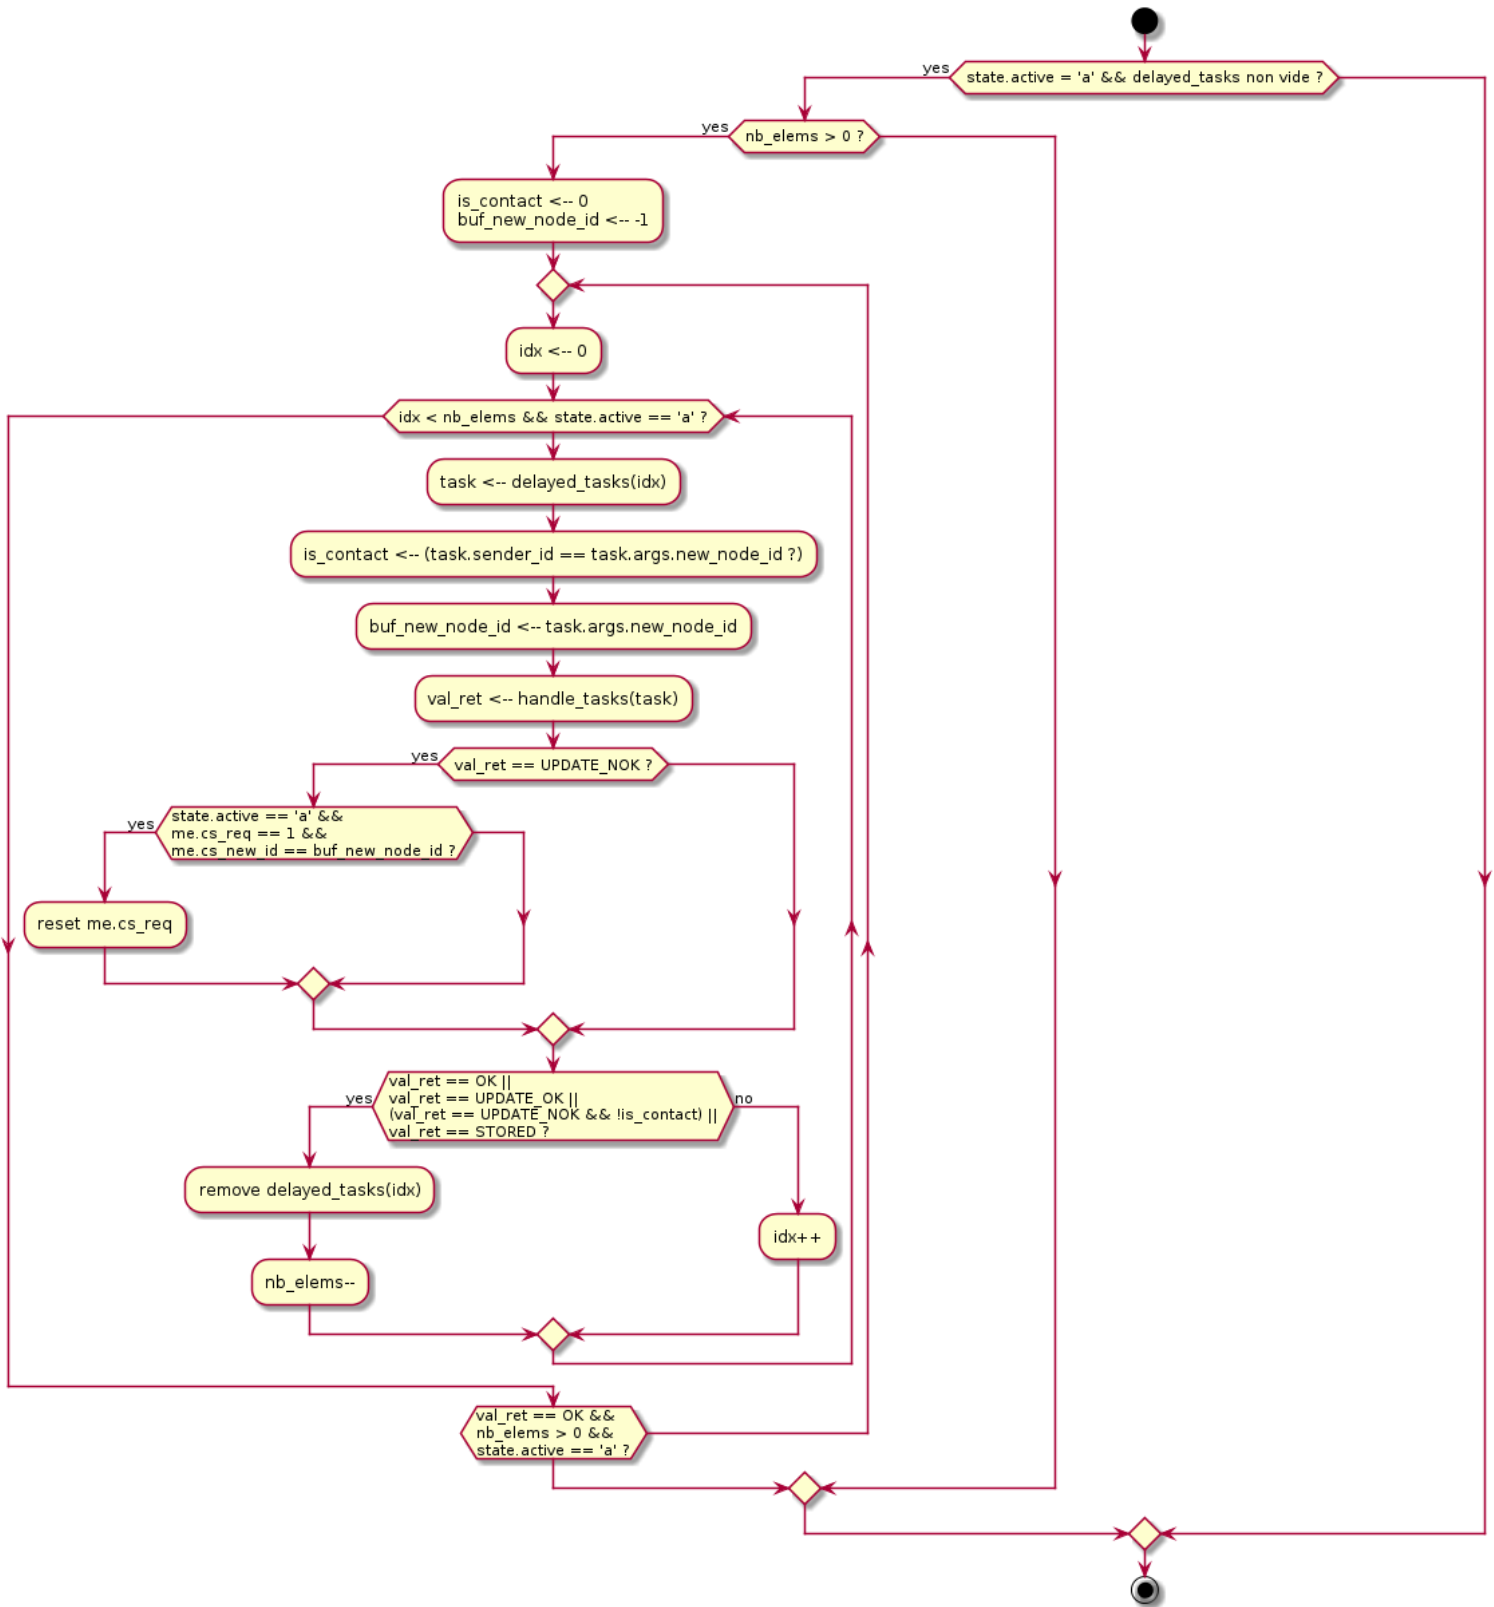 yes
state.active = 'a' && delayed_tasks non vide ?
yes
nb_elems > 0 ?
is_contact <-- 0
buf_new_node_id <-- -1
idx <-- 0
idx < nb_elems && state.active == 'a' ?
task <-- delayed_tasks(idx)
is_contact <-- (task.sender_id == task.args.new_node_id ?)
buf_new_node_id <-- task.args.new_node_id
val_ret <-- handle_tasks(task)
yes
val_ret == UPDATE_NOK ?
yes
state.active == 'a' &&
me.cs_req == 1 &&
me.cs_new_id == buf_new_node_id ?
reset me.cs_req
yes
val_ret == OK ||
val_ret == UPDATE_OK ||
(val_ret == UPDATE_NOK && !is_contact) ||
val_ret == STORED ?
no
remove delayed_tasks(idx)
idx++
nb_elems--
val_ret == OK &&
nb_elems > 0 &&
state.active == 'a' ?